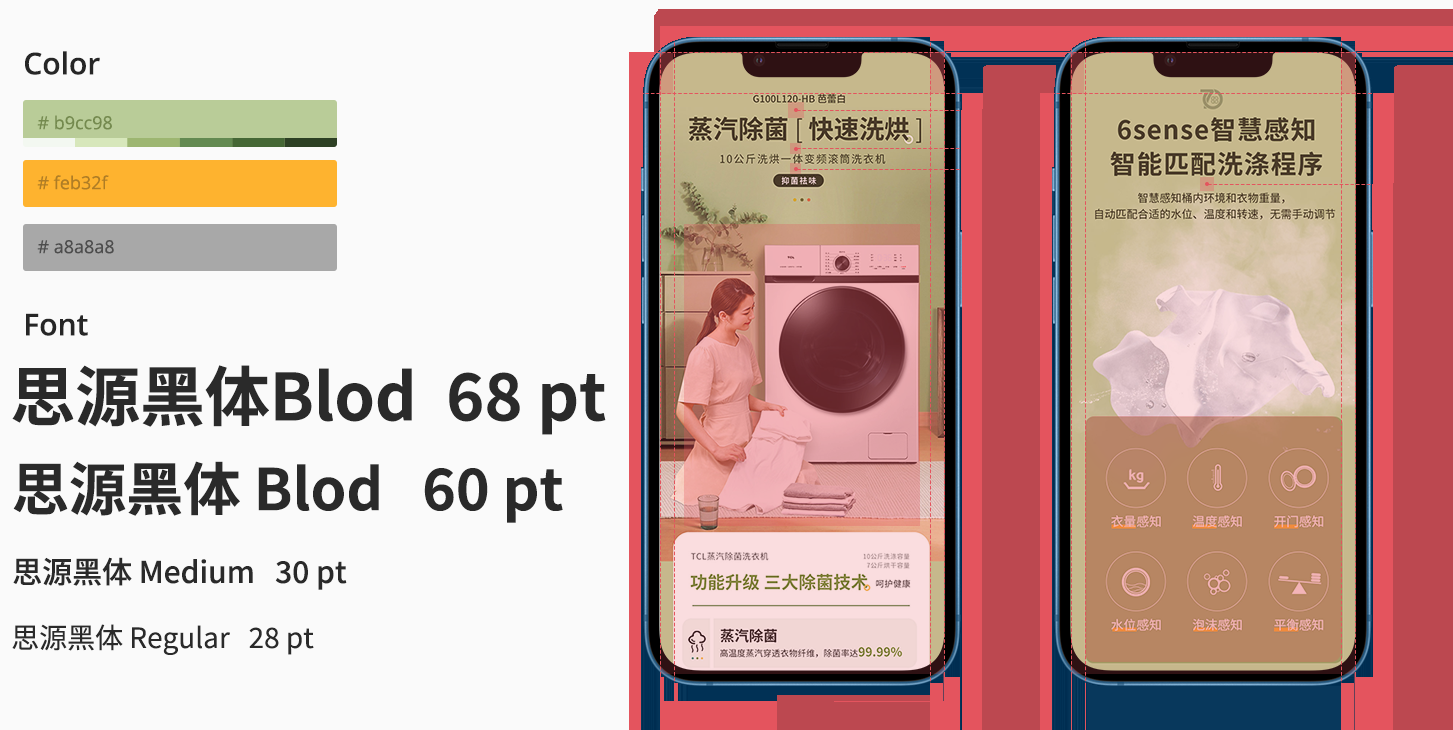 Color
# b9cc98
# feb32f
# a8a8a8
Font
思源黑体Blod 68 pt
思源黑体 Blod 60 pt
思源黑体 Medium 30 pt
思源黑体 Regular 28 pt
G100L120-HB 芭蕾白
蒸汽除菌 [ 快速洗烘 ]
10公斤洗烘一体变频滚筒洗衣机
抑菌祛味
TCL蒸汽除菌洗衣机
10公斤洗涤容量
7公斤烘干容量
功能升级 三大除菌技术
呵护健康
蒸汽除菌
高温度蒸汽穿透衣物纤维，除菌率达99.99%
6sense智慧感知
智能匹配洗涤程序
智慧感知桶内环境和衣物重量，
自动匹配合适的水位、温度和转速，无需手动调节
kg
衣量感知 温度感知 开门感知
水位感知 泡沫感知 平衡感知